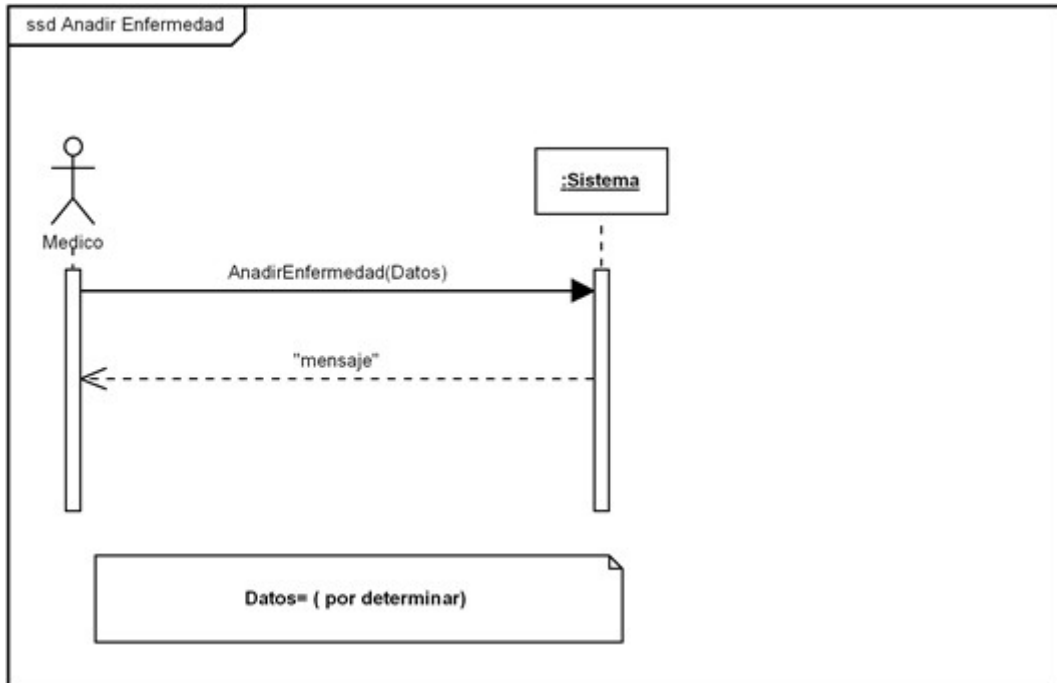 ssd Anadir Enfermedad
:Sistema
Medico
AnadirEnfermedad(Datos)
"mensaje"
Datos= ( por determinar)